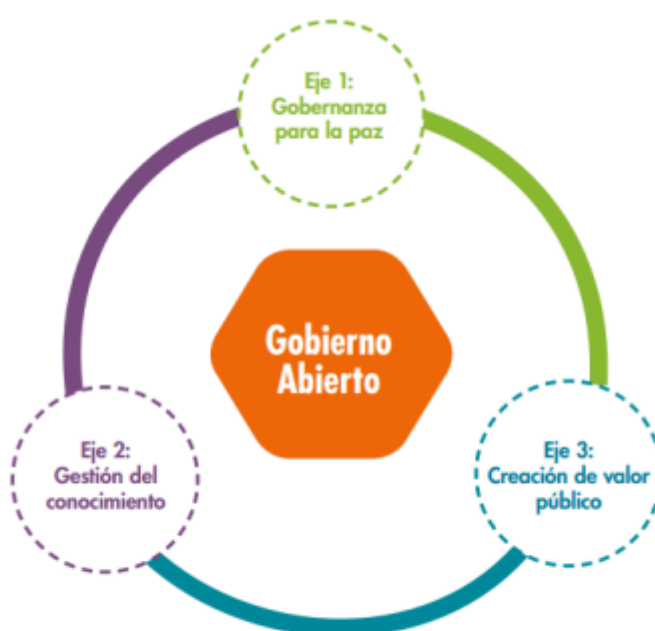 Eje 1:
Gobernanza
para la paz
Gobierno
Abierto
Eje 2:
Gestión del
conocimiento
Eje 3:
Creación de valor
público